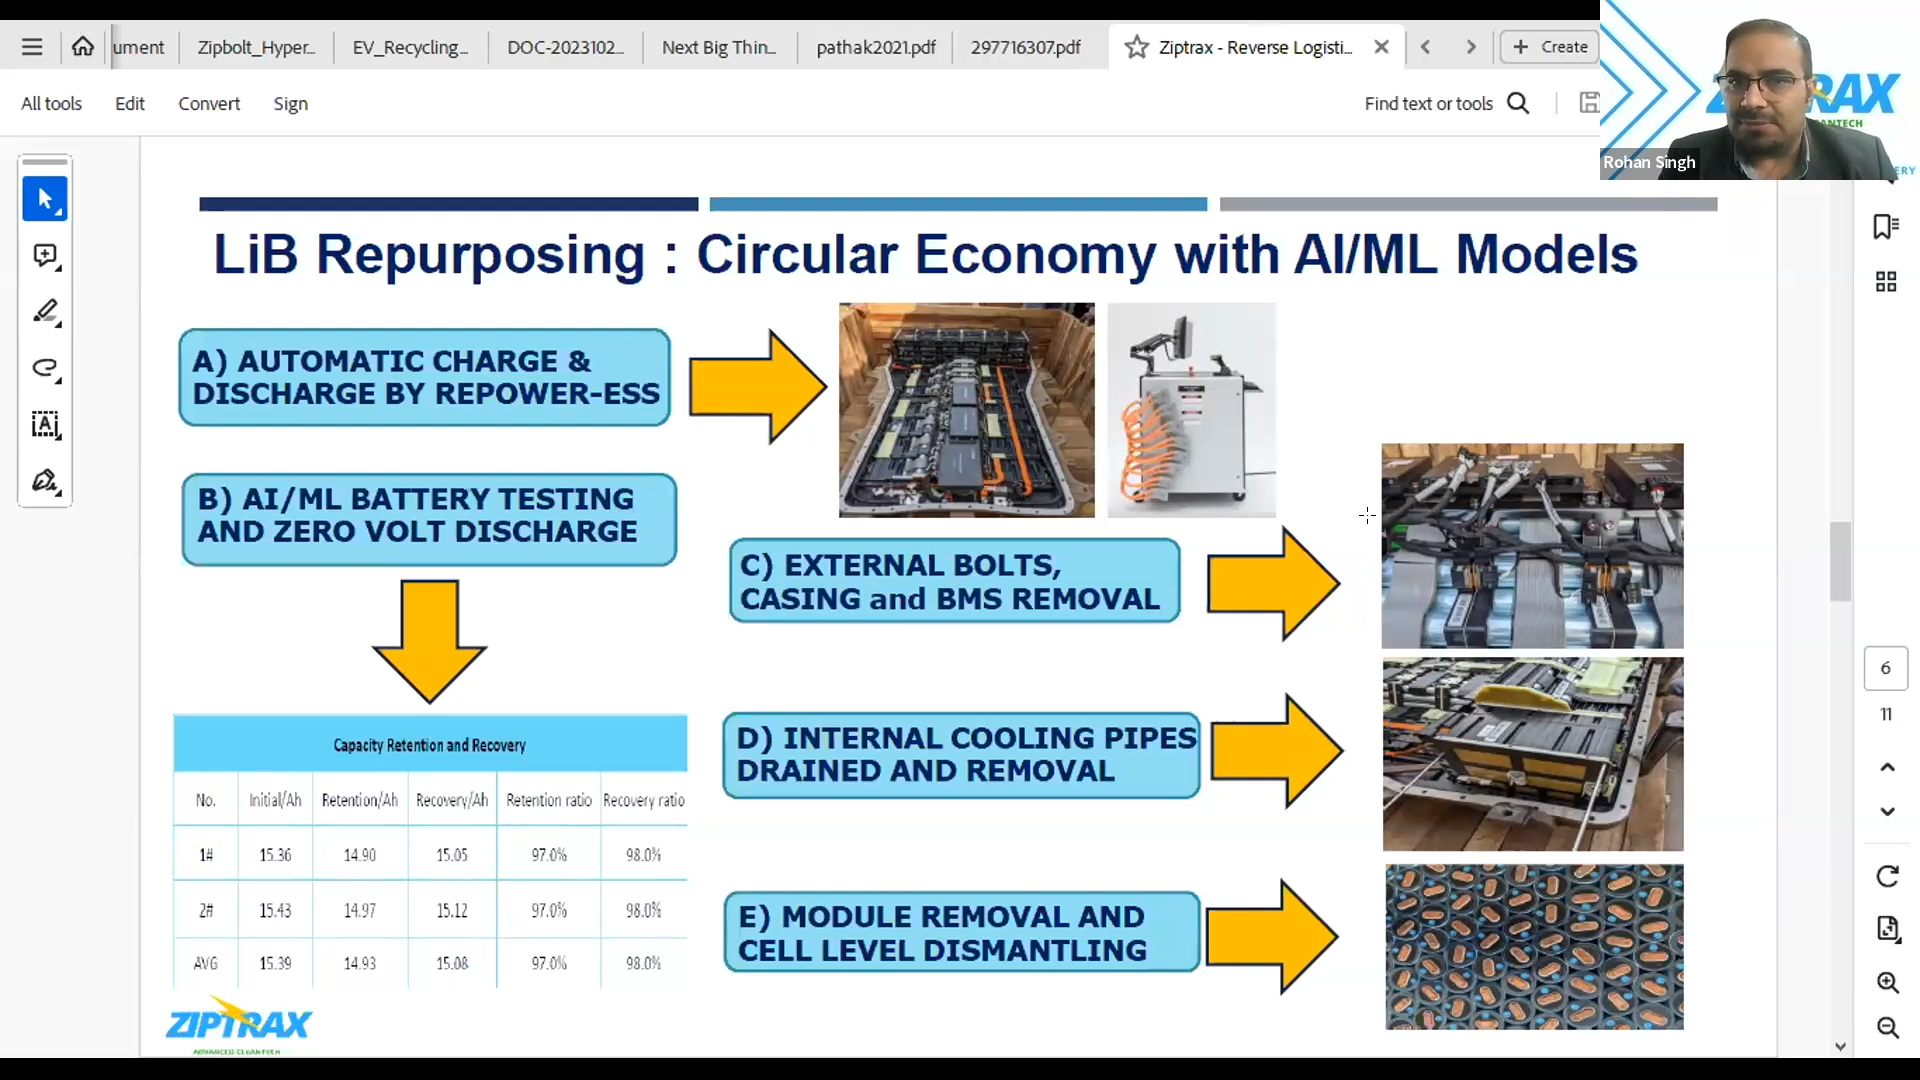 ument
Zipbolt_Hyper...
EV_Recycling...
DOC-2023102...
Next Big Thin...
pathak2021.pdf
297716307.pdf
Ziptrax - Reverse Logisti...
Create
All tools
Edit
Convert
Sign
Find text or tools
RAX
ANTECH
ERY
Rohan Singh
LiB Repurposing : Circular Economy with AI/ML Models
A) AUTOMATIC CHARGE &
DISCHARGE BY REPOWER-ESS
B) AI/ML BATTERY TESTING
AND ZERO VOLT DISCHARGE
C) EXTERNAL BOLTS,
CASING and BMS REMOVAL
D) INTERNAL COOLING PIPES
DRAINED AND REMOVAL
E) MODULE REMOVAL AND
CELL LEVEL DISMANTLING
Capacity Retention and Recovery
No. Initial/Ah Retention/Ah Recovery/Ah Retention ratio Recovery ratio
1# 15.36 14.90 15.05 97.0% 98.0%
2# 15.43 14.97 15.12 97.0% 98.0%
AVG 15.39 14.93 15.08 97.0% 98.0%
ZIPTRAX
ADVANCED CLEANTECH
6
11